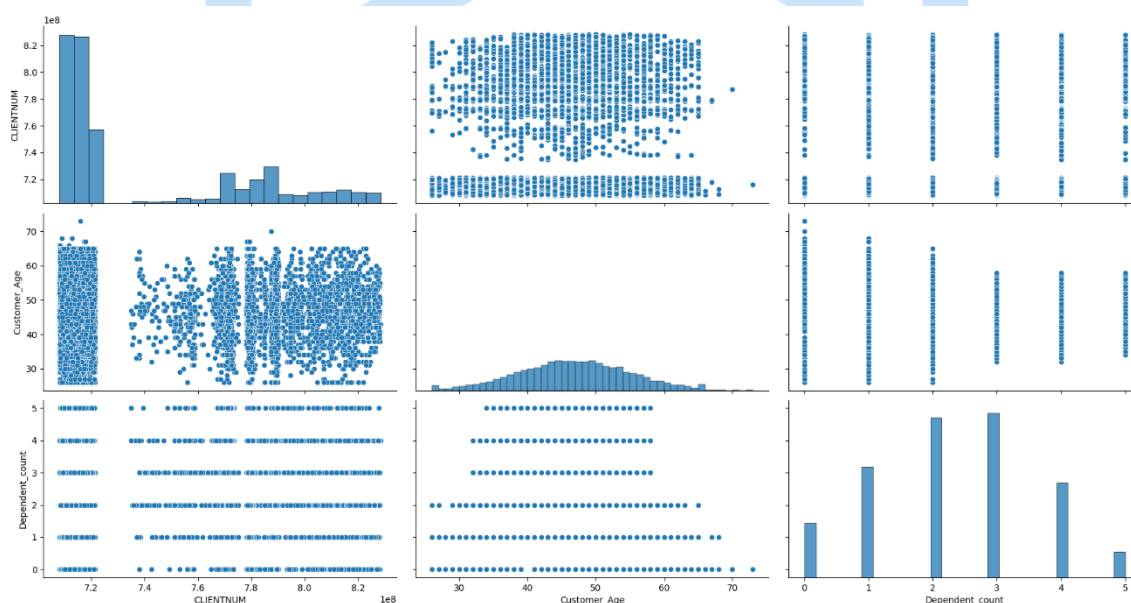 1e8
8.2
8.0
7.8
7.6
7.4
7.2
CLIENTNUM
70
60
50
40
30
Customer_Age
5
4
3
2
1
0
Dependent_count
7.2 7.4 7.6 7.8 8.0 8.2
CLIENTNUM 1e8
30 40 50 60 70
Customer_Age
0 1 2 3 4 5
Dependent_count